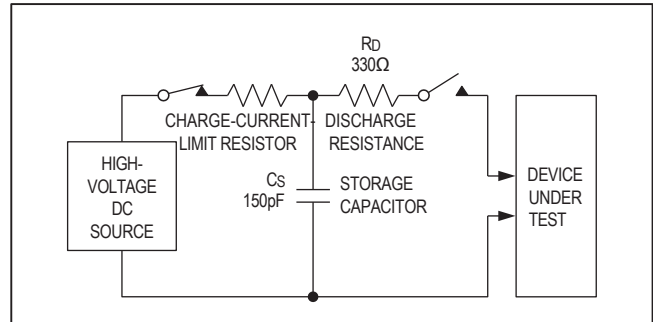 RD
330Ω
CHARGE-CURRENT-
LIMIT RESISTOR
DISCHARGE
RESISTANCE
HIGH-
VOLTAGE
DC
SOURCE
CS
150pF
STORAGE
CAPACITOR
DEVICE
UNDER
TEST